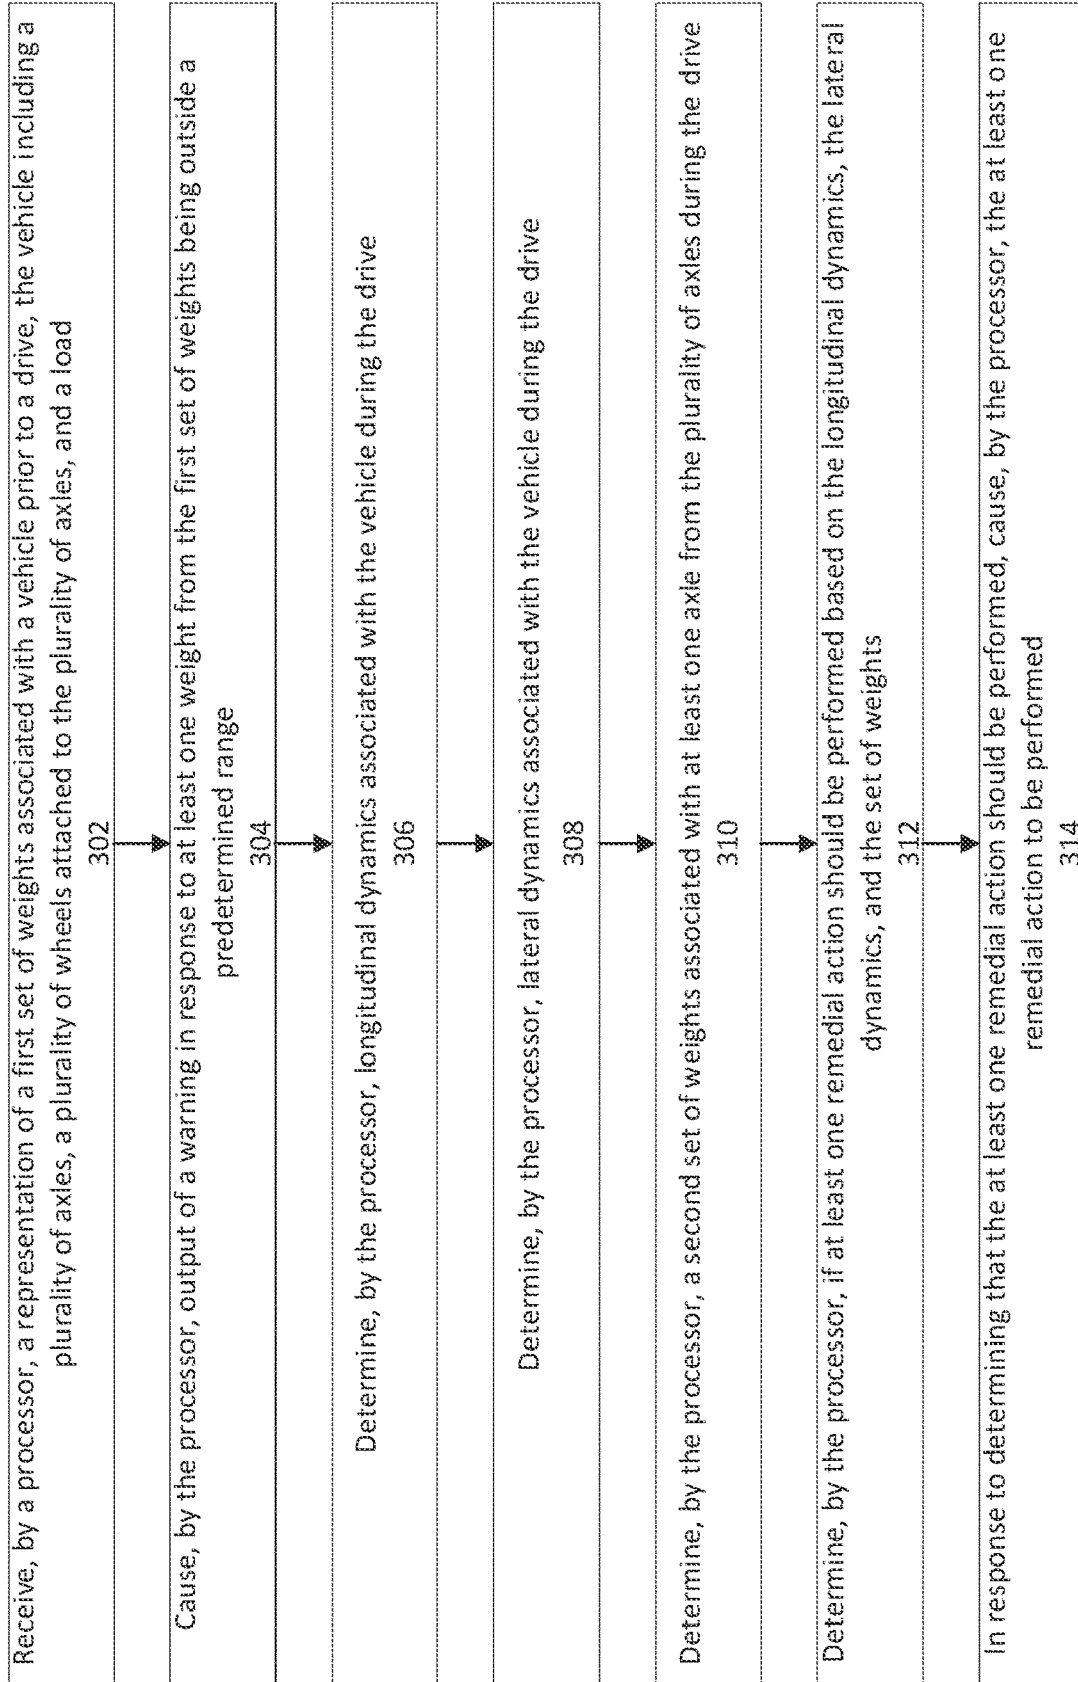 Receive, by a processor, a representation of a first set of weights associated with a vehicle prior to a drive, the vehicle including a
plurality of axles, a plurality of wheels attached to the plurality of axles, and a load
302
Cause, by the processor, output of a warning in response to at least one weight from the first set of weights being outside a
predetermined range
304
Determine, by the processor, longitudinal dynamics associated with the vehicle during the drive
306
Determine, by the processor, lateral dynamics associated with the vehicle during the drive
308
Determine, by the processor, a second set of weights associated with at least one axle from the plurality of axles during the drive
310
Determine, by the processor, if at least one remedial action should be performed based on the longitudinal dynamics, the lateral
dynamics, and the set of weights
312
In response to determining that the at least one remedial action should be performed, cause, by the processor, the at least one
remedial action to be performed
314